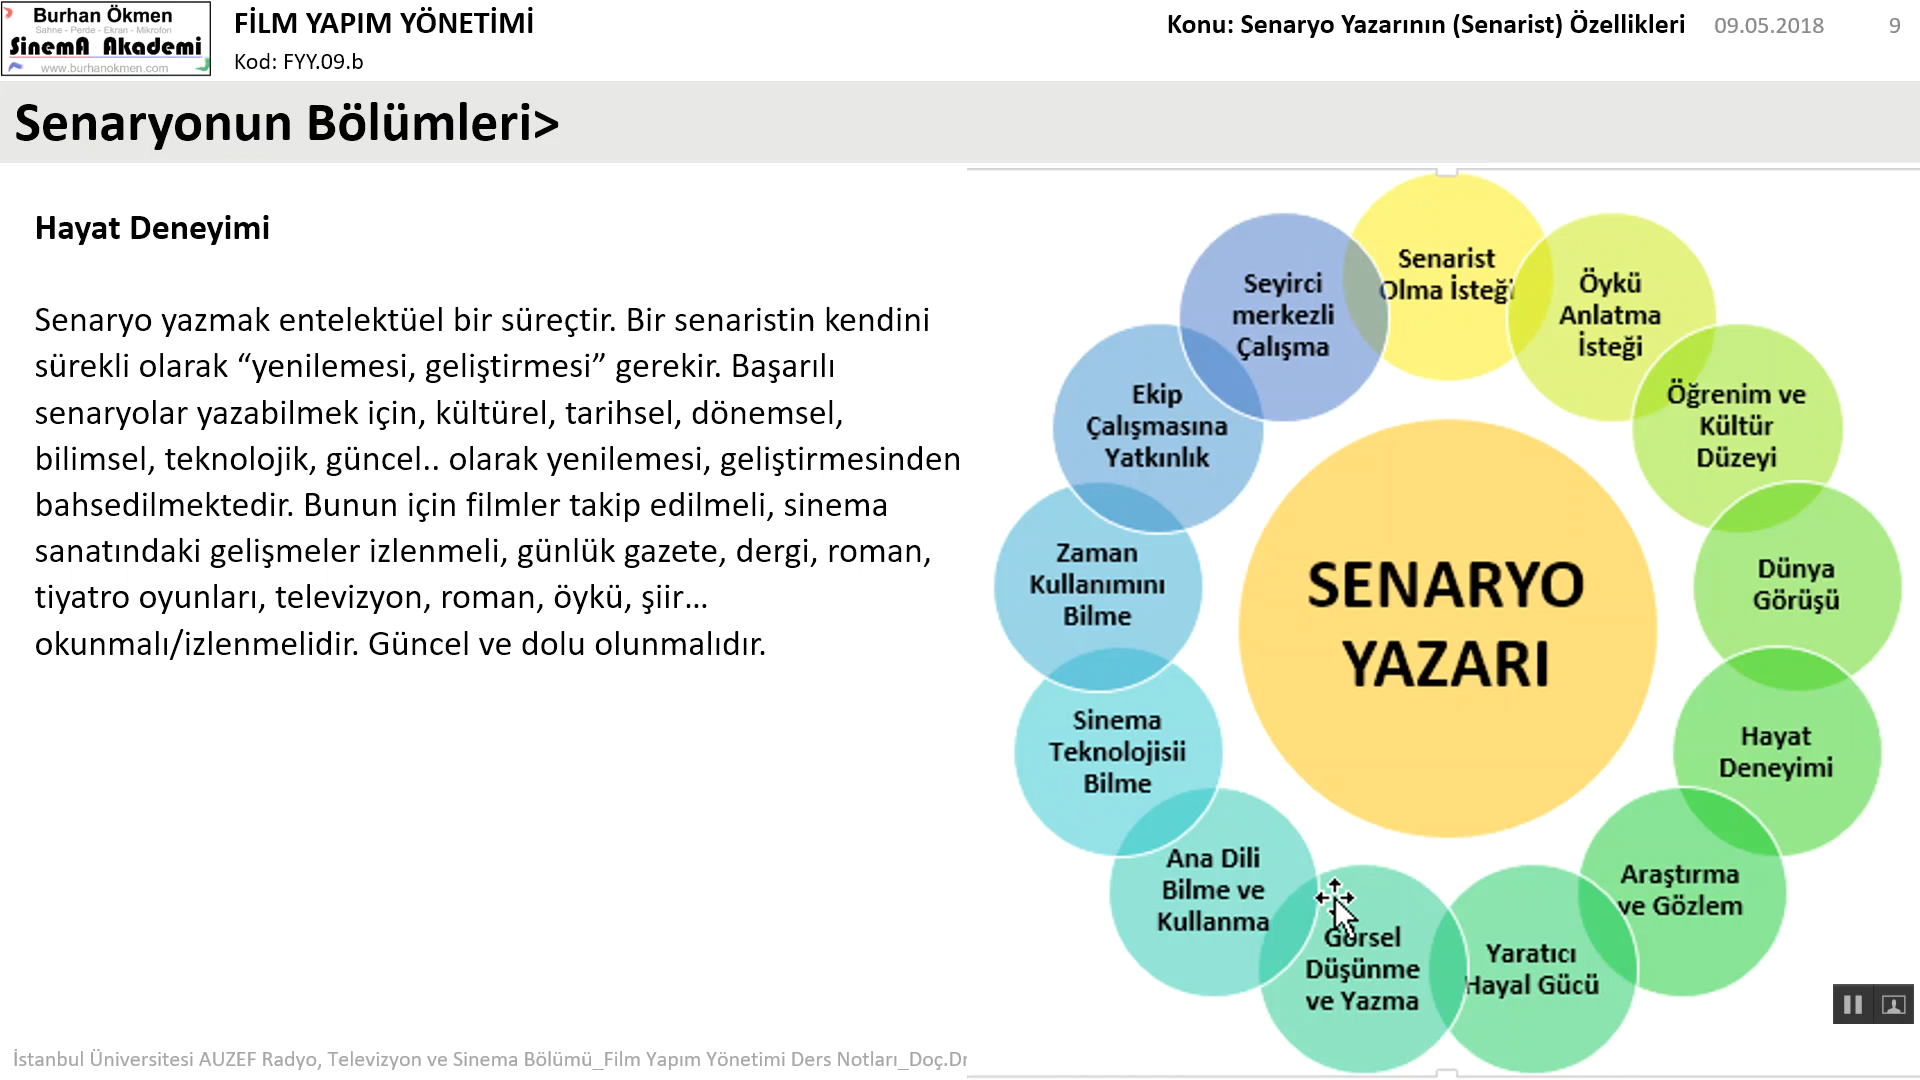 Burhan Ökmen
Sahne - Perde - Ekran - Mikrofon
SinemA Akademi
www.burhanokmen.com
FİLM YAPIM YÖNETİMİ
Kod: FYY.09.b
Konu: Senaryo Yazarının (Senarist) Özellikleri
09.05.2018
9
Senaryonun Bölümleri>
Hayat Deneyimi
Senaryo yazmak entelektüel bir süreçtir. Bir senaristin kendini
sürekli olarak “yenilemesi, geliştirmesi” gerekir. Başarılı
senaryolar yazabilmek için, kültürel, tarihsel, dönemsel,
bilimsel, teknolojik, güncel.. olarak yenilemesi, geliştirmesinden
bahsedilmektedir. Bunun için filmler takip edilmeli, sinema
sanatındaki gelişmeler izlenmeli, günlük gazete, dergi, roman,
tiyatro oyunları, televizyon, roman, öykü, şiir…
okunmalı/izlenmelidir. Güncel ve dolu olunmalıdır.
Senarist
Olma İsteği
Öykü
Anlatma
İsteği
Öğrenim ve
Kültür
Düzeyi
Dünya
Görüşü
Hayat
Deneyimi
Araştırma
ve Gözlem
Yaratıcı
Hayal Gücü
Görsel
Düşünme
ve Yazma
Ana Dili
Bilme ve
Kullanma
Sinema
Teknolojisii
Bilme
Zaman
Kullanımını
Bilme
Ekip
Çalışmasına
Yatkınlık
Seyirci
merkezli
Çalışma
SENARYO
YAZARI
İstanbul Üniversitesi AUZEF Radyo, Televizyon ve Sinema Bölümü_Film Yapım Yönetimi Ders Notları_Doç.Dr